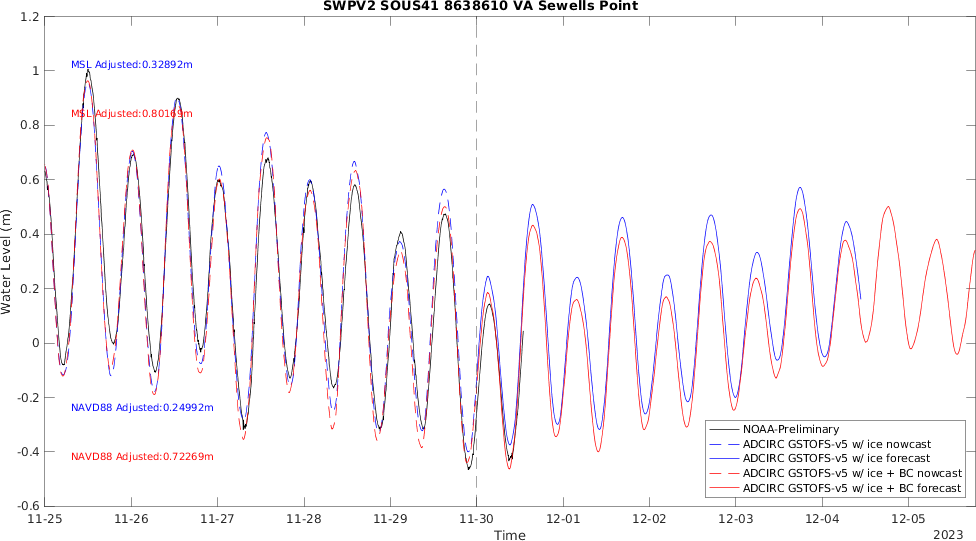 SWPV2 SOUS41 8638610 VA Sewells Point
1.2
1
0.8
0.6
0.4
0.2
0
-0.2
-0.4
-0.6
Water Level (m)
MSL Adjusted:0.32892m
MSL Adjusted:0.80169m
NAVD88 Adjusted:0.24992m
NAVD88 Adjusted:0.72269m
NOAA-Preliminary
ADCIRC GSTOFS-v5 w/ ice nowcast
ADCIRC GSTOFS-v5 w/ ice forecast
ADCIRC GSTOFS-v5 w/ ice + BC nowcast
ADCIRC GSTOFS-v5 w/ ice + BC forecast
11-25 11-26 11-27 11-28 11-29 11-30 12-01 12-02 12-03 12-04 12-05
Time
2023